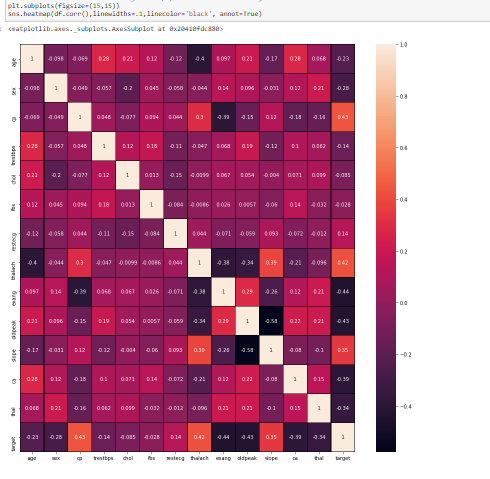 plt.subplots(figsize=(15,15))
sns.heatmap(df.corr(),linewidths=.1,linecolor='black', annot=True)
<matplotlib.axes._subplots.AxesSubplot at 0x20410fdc880>
age 1 -0.098 -0.069 0.28 0.21 0.12 -0.12 -0.4 0.097 0.21 -0.17 0.28 0.068 -0.23
sex -0.098 1 -0.049 -0.057 -0.2 0.045 -0.058 -0.044 0.14 0.096 -0.031 0.12 0.21 -0.28
cp -0.069 -0.049 1 0.048 -0.077 0.094 0.044 0.3 -0.39 -0.15 0.12 -0.18 -0.16 0.43
trestbps 0.28 -0.057 0.048 1 0.12 0.18 -0.11 -0.047 0.068 0.19 -0.12 0.1 0.062 -0.14
chol 0.21 -0.2 -0.077 0.12 1 0.013 -0.15 -0.0099 0.067 0.054 -0.004 0.071 0.099 -0.085
fbs 0.12 0.045 0.094 0.18 0.013 1 -0.084 -0.0086 0.026 0.0057 -0.06 0.14 -0.032 -0.028
restecg -0.12 -0.058 0.044 -0.11 -0.15 -0.084 1 0.044 -0.071 -0.059 0.093 -0.072 -0.012 0.14
thalach -0.4 -0.044 0.3 -0.047 -0.0099 -0.0086 0.044 1 -0.38 -0.34 0.39 -0.21 -0.096 0.42
exang 0.097 0.14 -0.39 0.068 0.067 0.026 -0.071 -0.38 1 0.29 -0.26 0.12 0.21 -0.44
oldpeak 0.21 0.096 -0.15 0.19 0.054 0.0057 -0.059 -0.34 0.29 1 -0.58 0.22 0.21 -0.43
slope -0.17 -0.031 0.12 -0.12 -0.004 -0.06 0.093 0.39 -0.26 -0.58 1 -0.08 -0.1 0.35
ca 0.28 0.12 -0.18 0.1 0.071 0.14 -0.072 -0.21 0.12 0.22 -0.08 1 0.15 -0.39
thal 0.068 0.21 -0.16 0.062 0.099 -0.032 -0.012 -0.096 0.21 0.21 -0.1 0.15 1 -0.34
target -0.23 -0.28 0.43 -0.14 -0.085 -0.028 0.14 0.42 -0.44 -0.43 0.35 -0.39 -0.34 1
age sex cp trestbps chol fbs restecg thalach exang oldpeak slope ca thal target
1.0
0.8
0.6
0.4
0.2
0.0
-0.2
-0.4